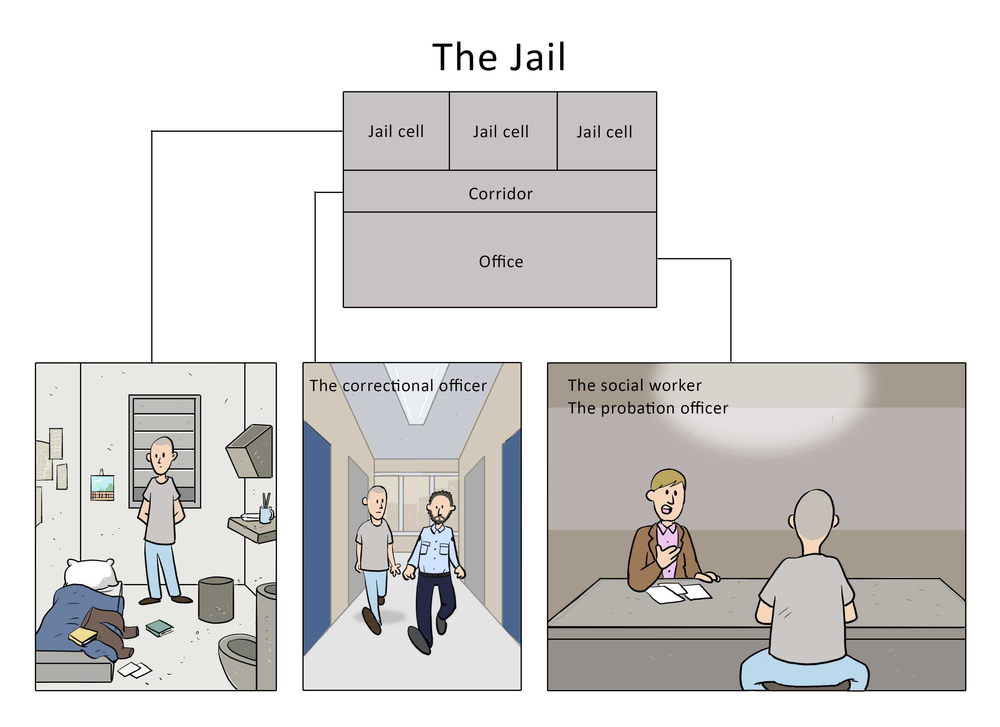 The Jail
Jail cell
Jail cell
Jail cell
Corridor
Office
The correctional officer
The social worker
The probation officer